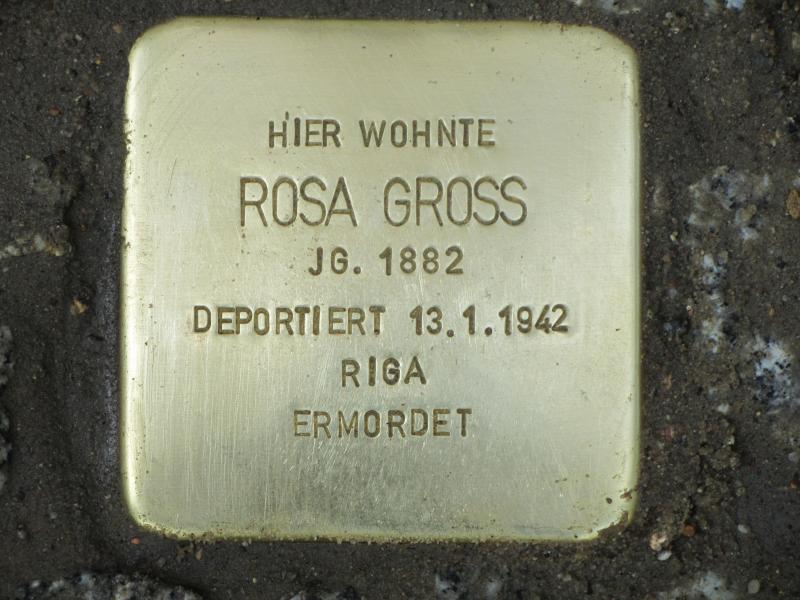 HIER WOHNTE
ROSA GROSS
JG. 1882
DEPORTIERT 13.1.1942
RIGA
ERMORDET